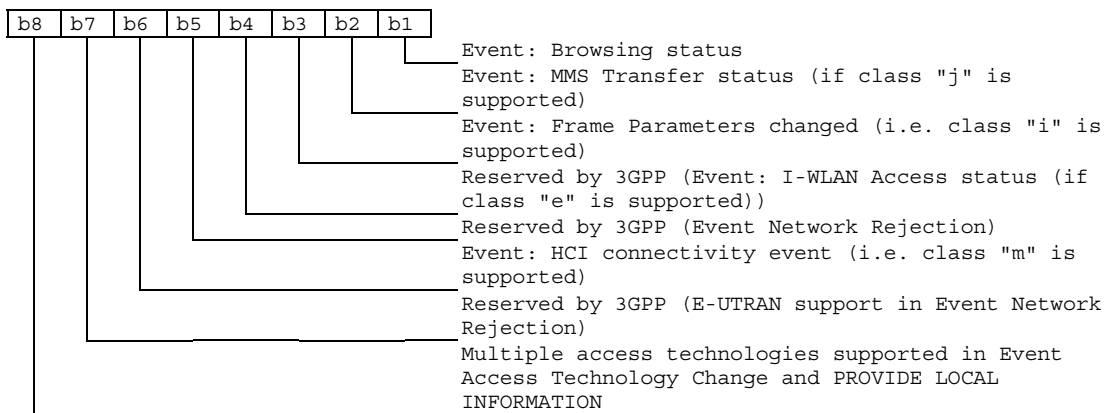 b8 b7 b6 b5 b4 b3 b2 b1
Event: Browsing status
Event: MMS Transfer status (if class "j" is
supported)
Event: Frame Parameters changed (i.e. class "i" is
supported)
Reserved by 3GPP (Event: I-WLAN Access status (if
class "e" is supported))
Reserved by 3GPP (Event Network Rejection)
Event: HCI connectivity event (i.e. class "m" is
supported)
Reserved by 3GPP (E-UTRAN support in Event Network
Rejection)
Multiple access technologies supported in Event
Access Technology Change and PROVIDE LOCAL
INFORMATION